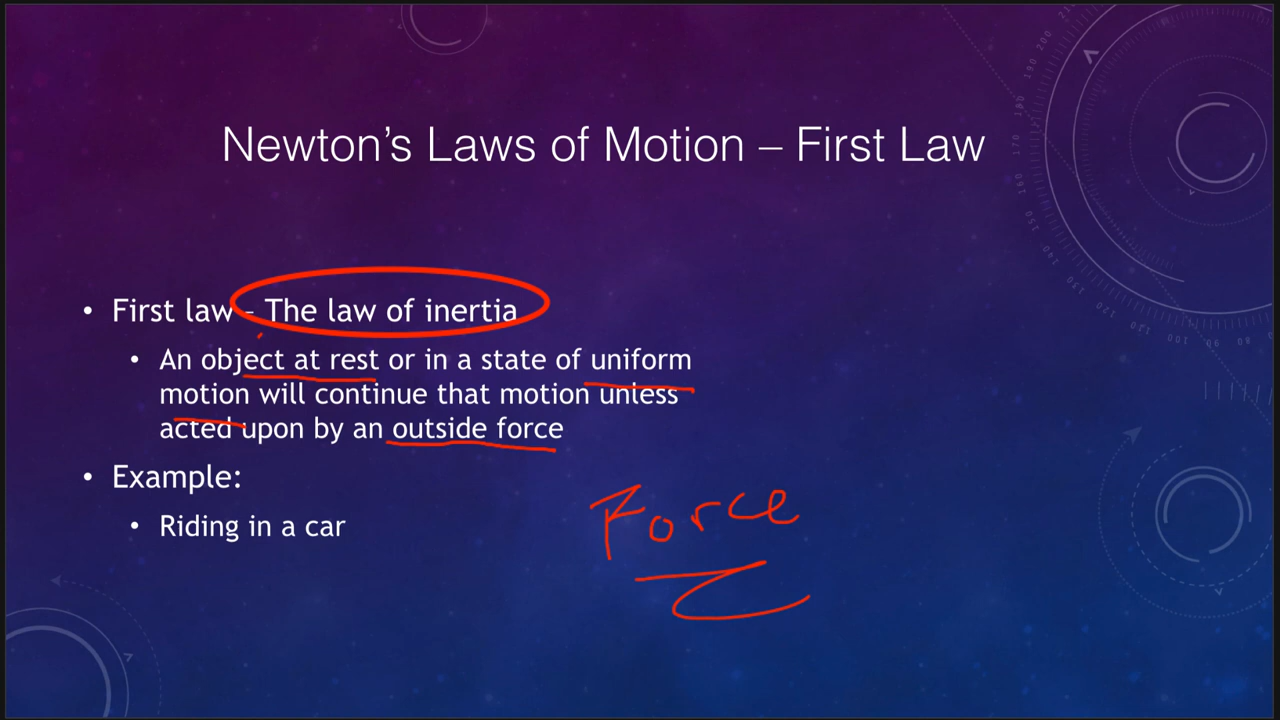 Newton's Laws of Motion – First Law
• First law – The law of inertia
• An object at rest or in a state of uniform
motion will continue that motion unless
acted upon by an outside force
• Example:
• Riding in a car
Force